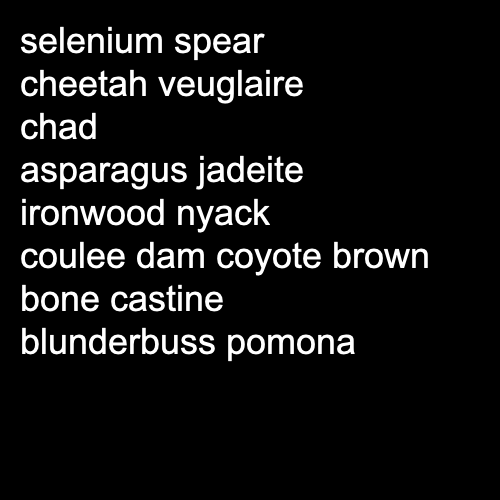 selenium spear
cheetah veuglaire
chad
asparagus jadeite
ironwood nyack
coulee dam coyote brown
bone castine
blunderbuss pomona